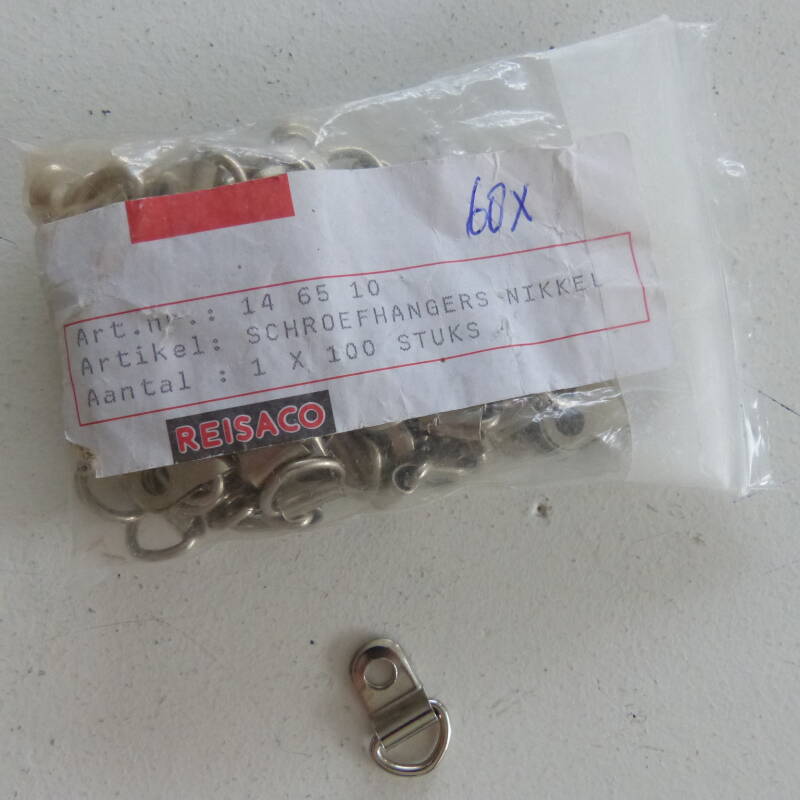 60x
Art.nr.: 14 65 10
Artikel: SCHROEFHANGERS NIKKEL
Aantal : 1 X 100 STUKS
REISACO